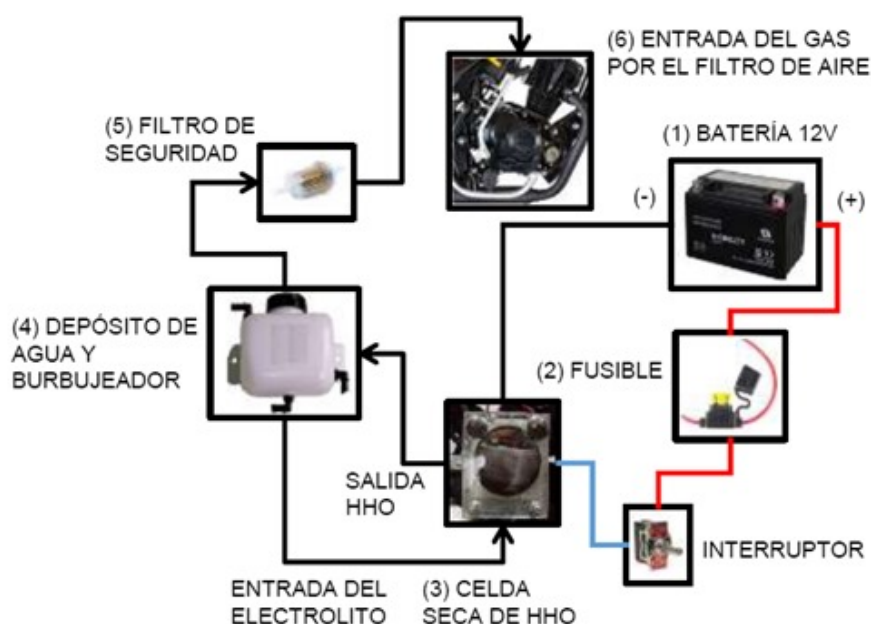 (6) ENTRADA DEL GAS
POR EL FILTRO DE AIRE
(5) FILTRO DE
SEGURIDAD
(1) BATERÍA 12V
(-)
(+)
(4) DEPÓSITO DE
AGUA Y
BURBUJEADOR
(2) FUSIBLE
SALIDA
HHO
INTERRUPTOR
ENTRADA DEL
ELECTROLITO
(3) CELDA
SECA DE HHO